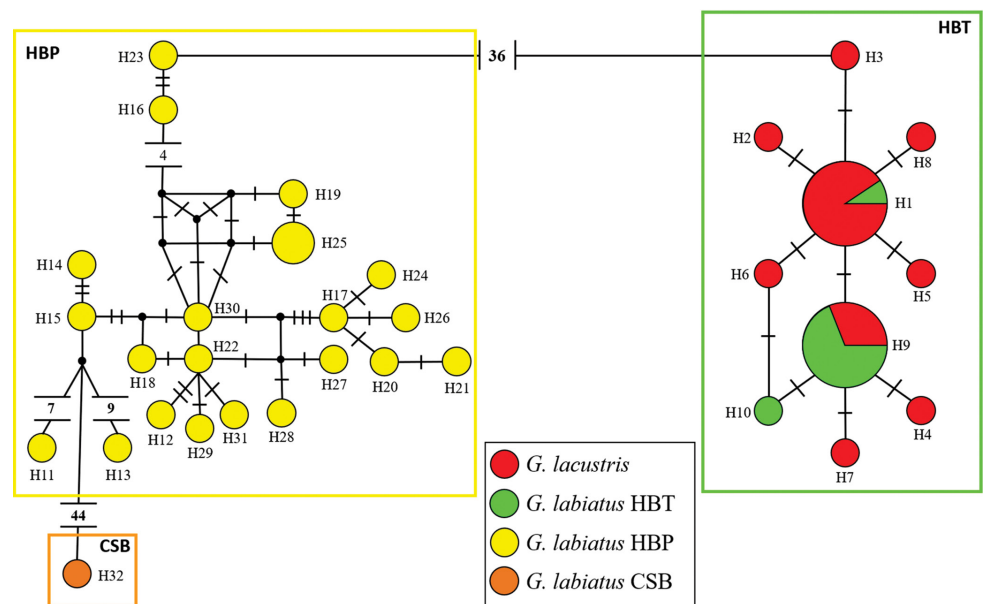 HBP
HBT
H23
36
H3
H16
H2
H8
4
H19
H1
H25
H14
H24
H6
H5
H15
H30
H17
H26
H22
H9
H18
H27
H20
H21
7
9
H12
H29
H31
H28
H10
H4
H11
H13
H7
G. lacustris
G. labiatus HBT
G. labiatus HBP
G. labiatus CSB
44
CSB
H32